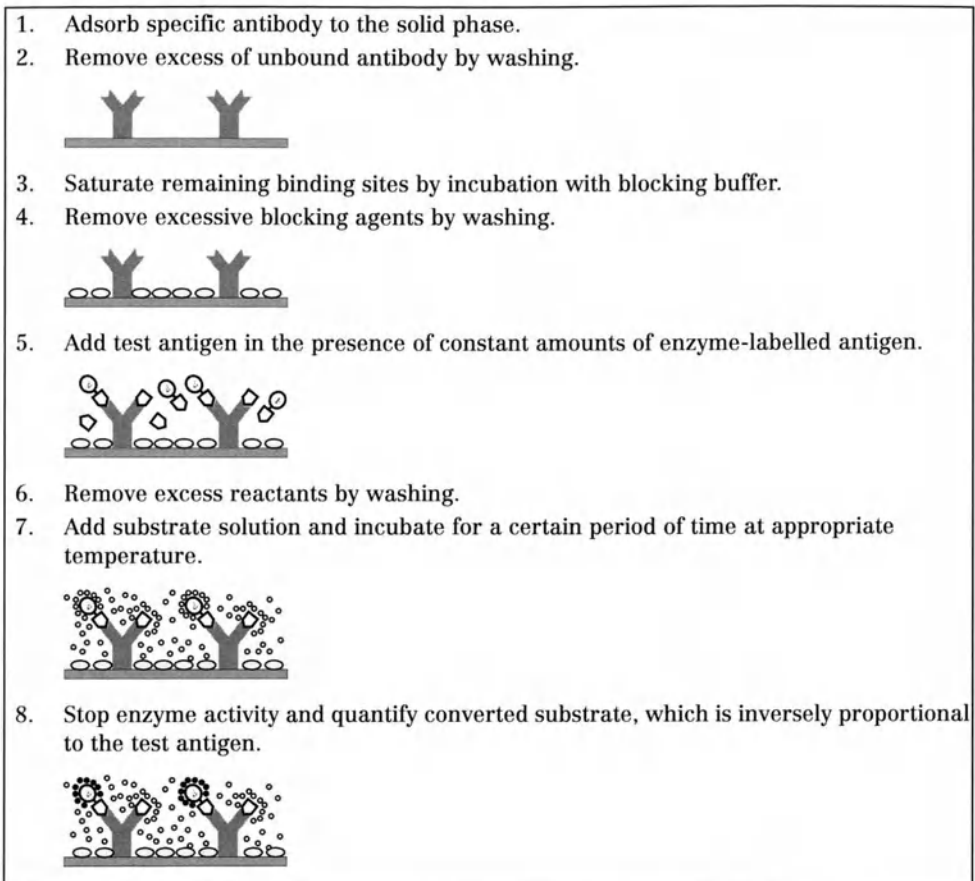 1. Adsorb specific antibody to the solid phase.
2. Remove excess of unbound antibody by washing.
3. Saturate remaining binding sites by incubation with blocking buffer.
4. Remove excessive blocking agents by washing.
5. Add test antigen in the presence of constant amounts of enzyme-labelled antigen.
6. Remove excess reactants by washing.
7. Add substrate solution and incubate for a certain period of time at appropriate
temperature.
8. Stop enzyme activity and quantify converted substrate, which is inversely proportional
to the test antigen.